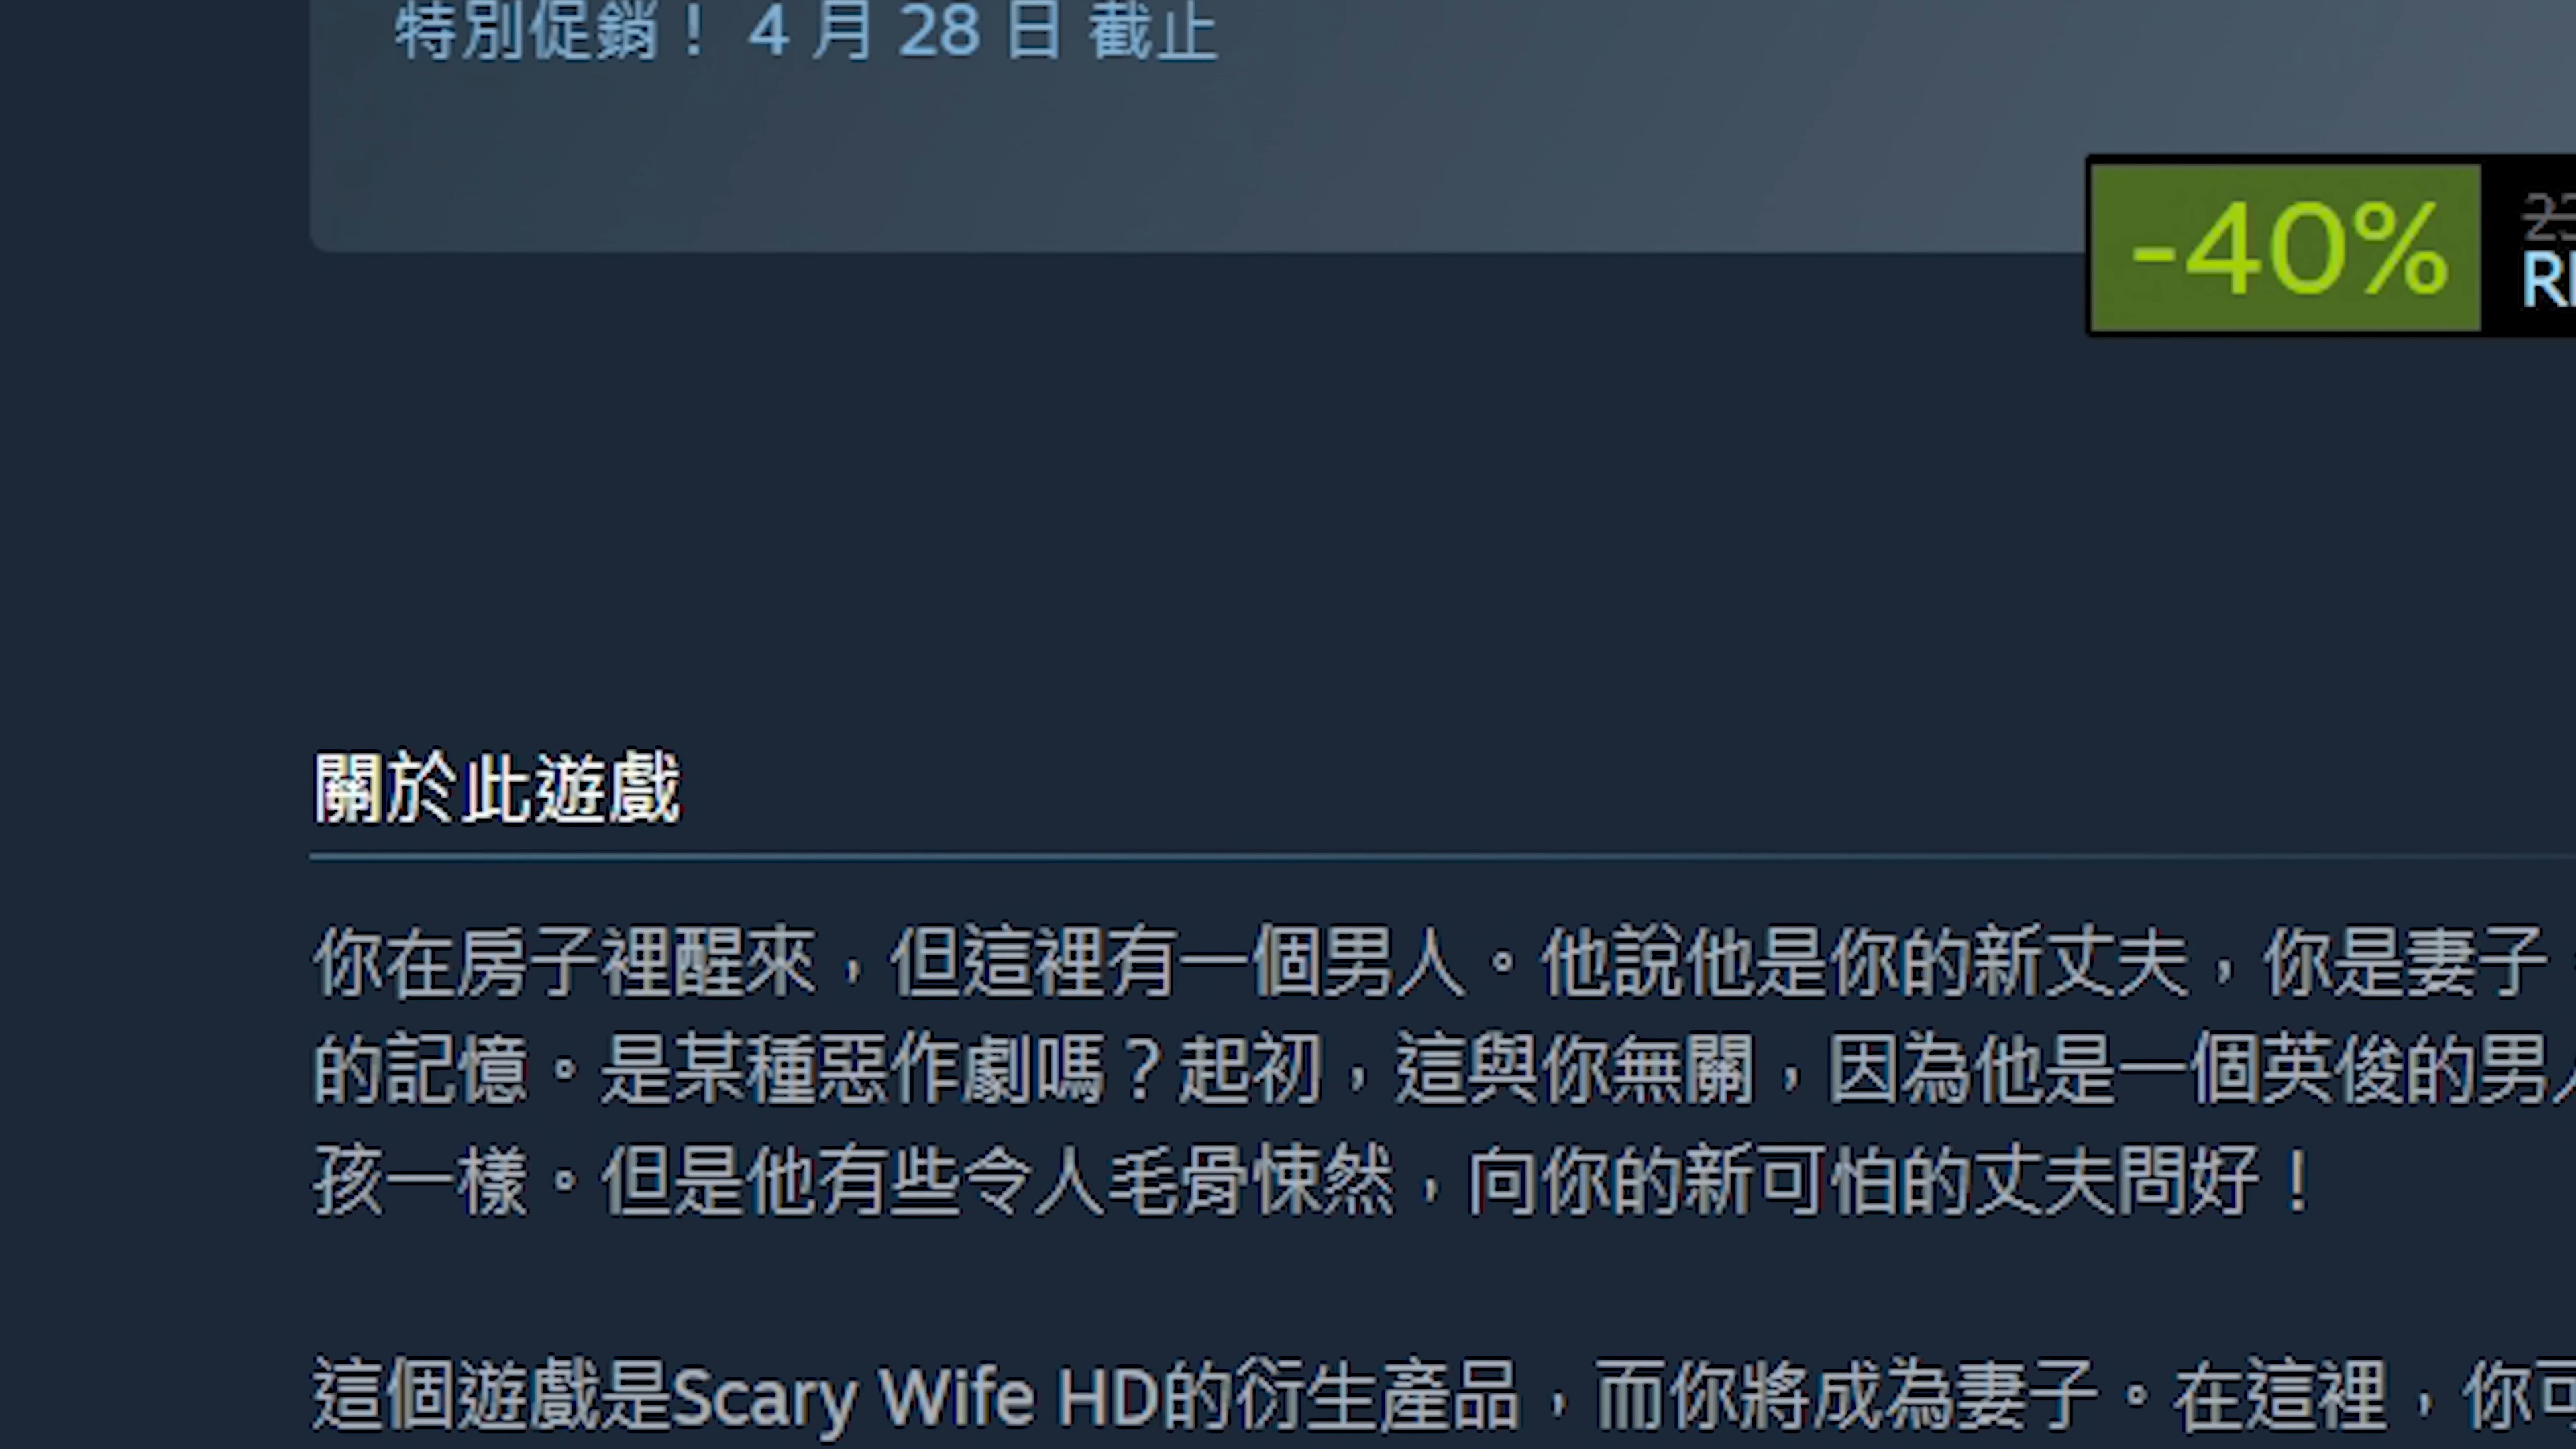 特別促銷！ 4 月 28 日 截止
-40%
關於此遊戲
你在房子裡醒來，但這裡有一個男人。他說他是你的新丈夫，你是妻子
的記憶。是某種惡作劇嗎？起初，這與你無關，因為他是一個英俊的男人
孩一樣。但是他有些令人毛骨悚然，向你的新可怕的丈夫問好！
這個遊戲是Scary Wife HD的衍生產品，而你將成為妻子。在這裡，你可